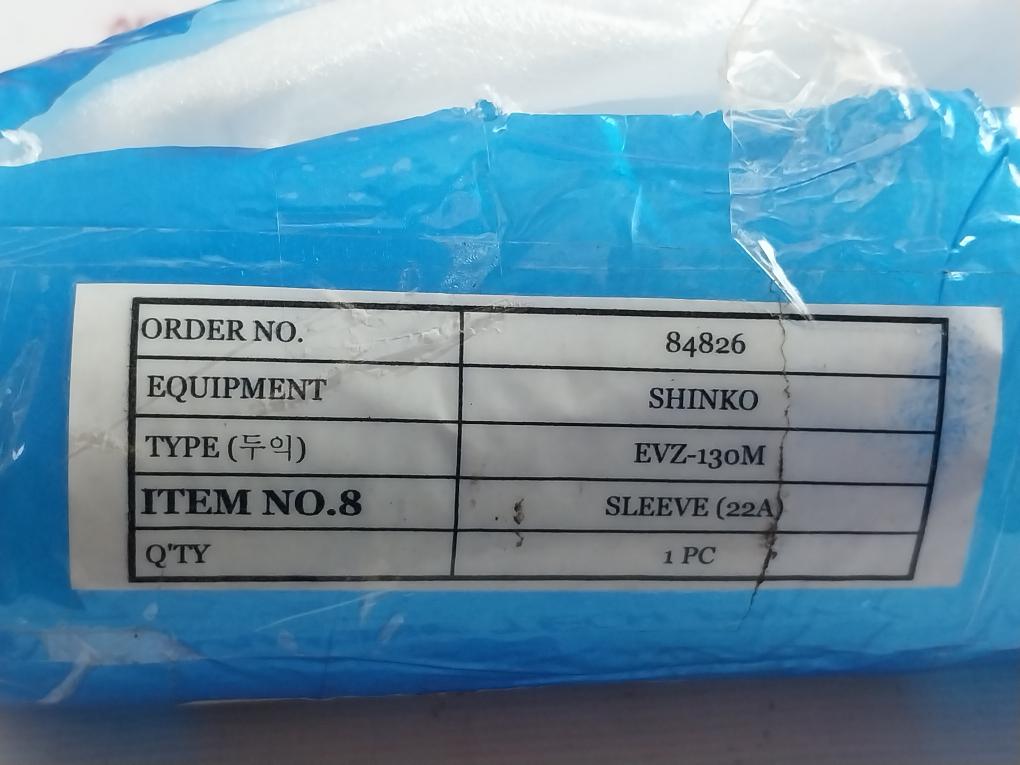 ORDER NO. 84826
EQUIPMENT SHINKO
TYPE (두익) EVZ-130M
ITEM NO.8 SLEEVE (22A)
Q'TY 1 PC